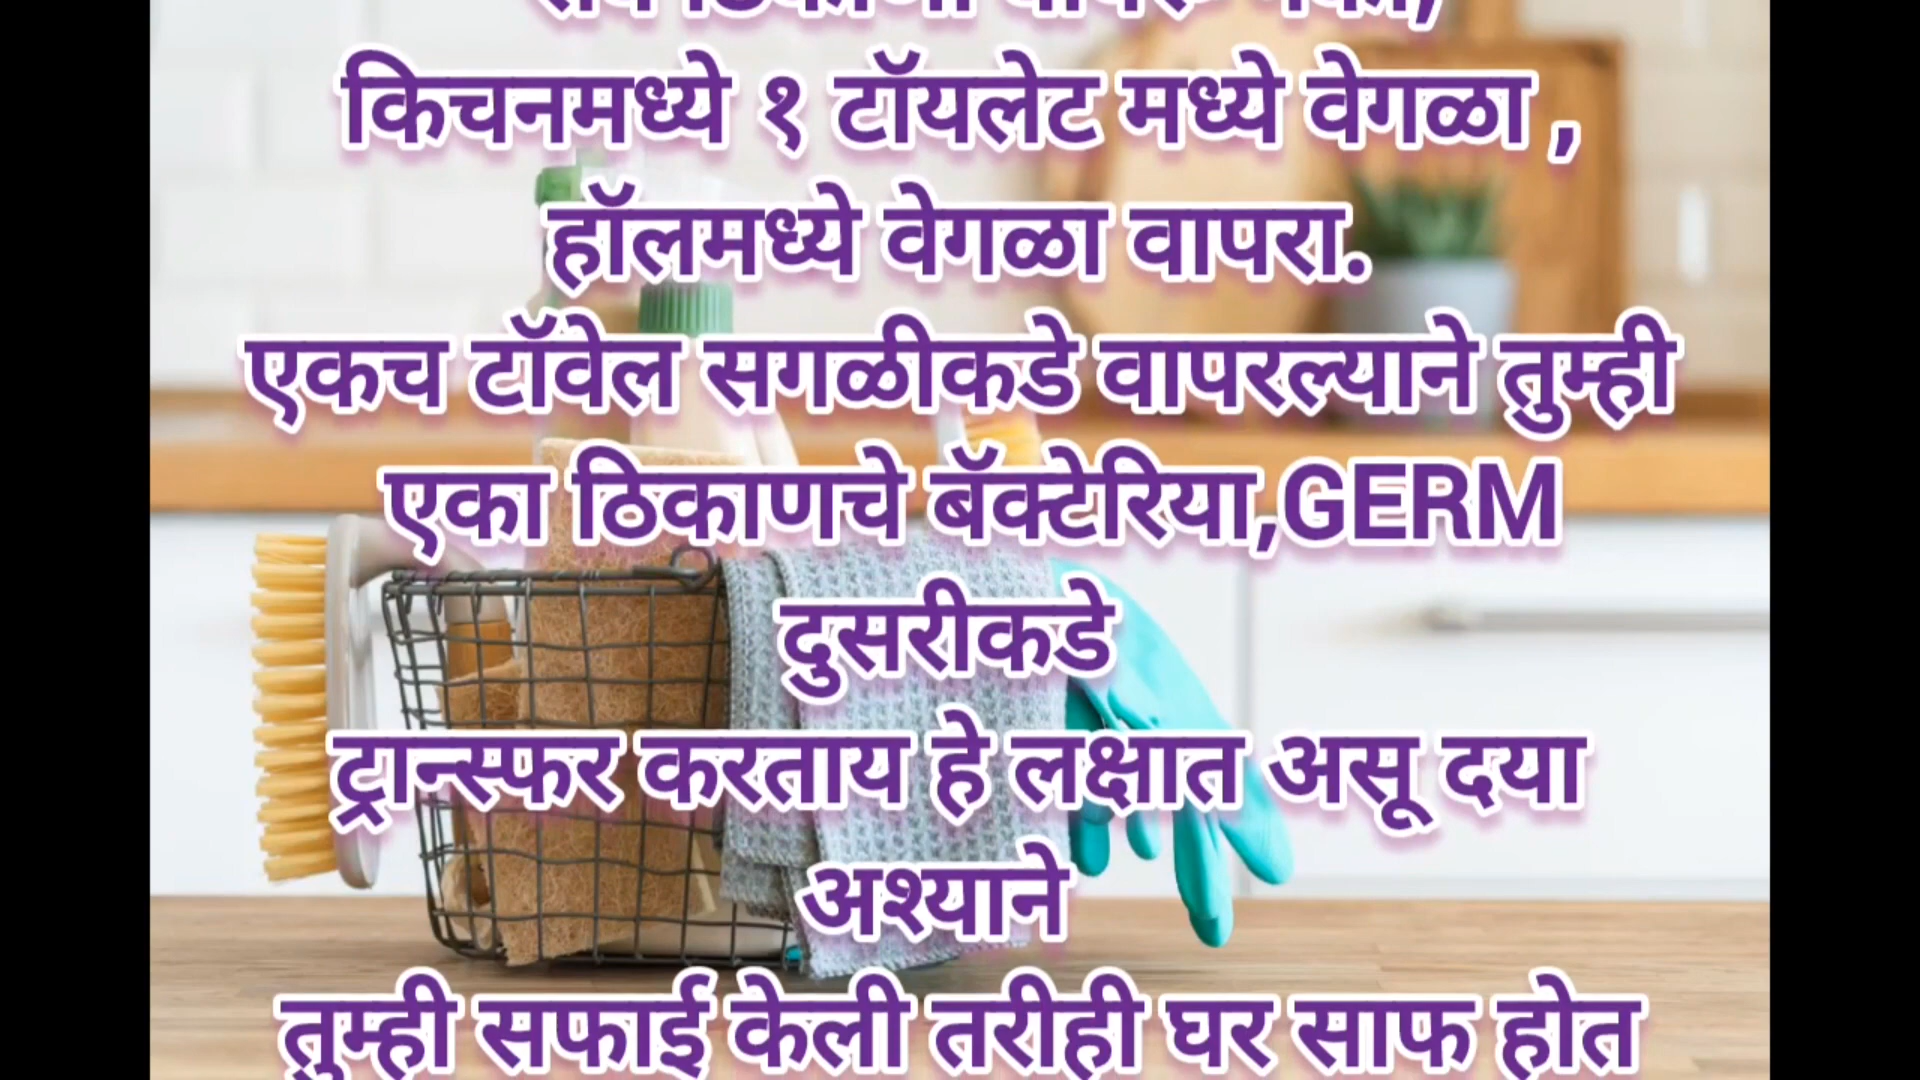 किचनमध्ये १ टॉयलेट मध्ये वेगळा ,
हॉलमध्ये वेगळा वापरा.
एकच टॉवेल सगळीकडे वापरल्याने तुम्ही
एका ठिकाणचे बॅक्टेरिया,GERM
दुसरीकडे
ट्रान्स्फर करताय हे लक्षात असू दया
अश्याने
तुम्ही सफाई केली तरीही घर साफ होत